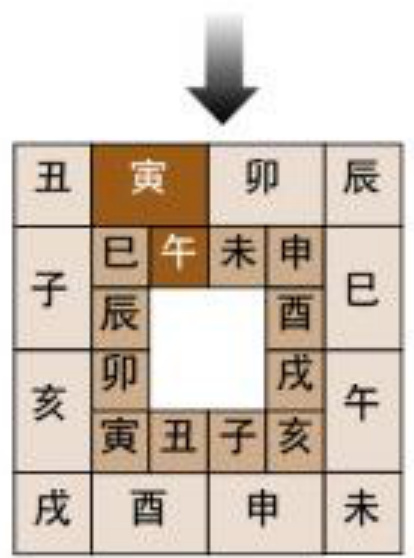 丑 寅 卯 辰
巳 午 未 申
子 巳
辰 酉
卯 戌
亥 午
寅 丑 子 亥
戌 酉 申 未